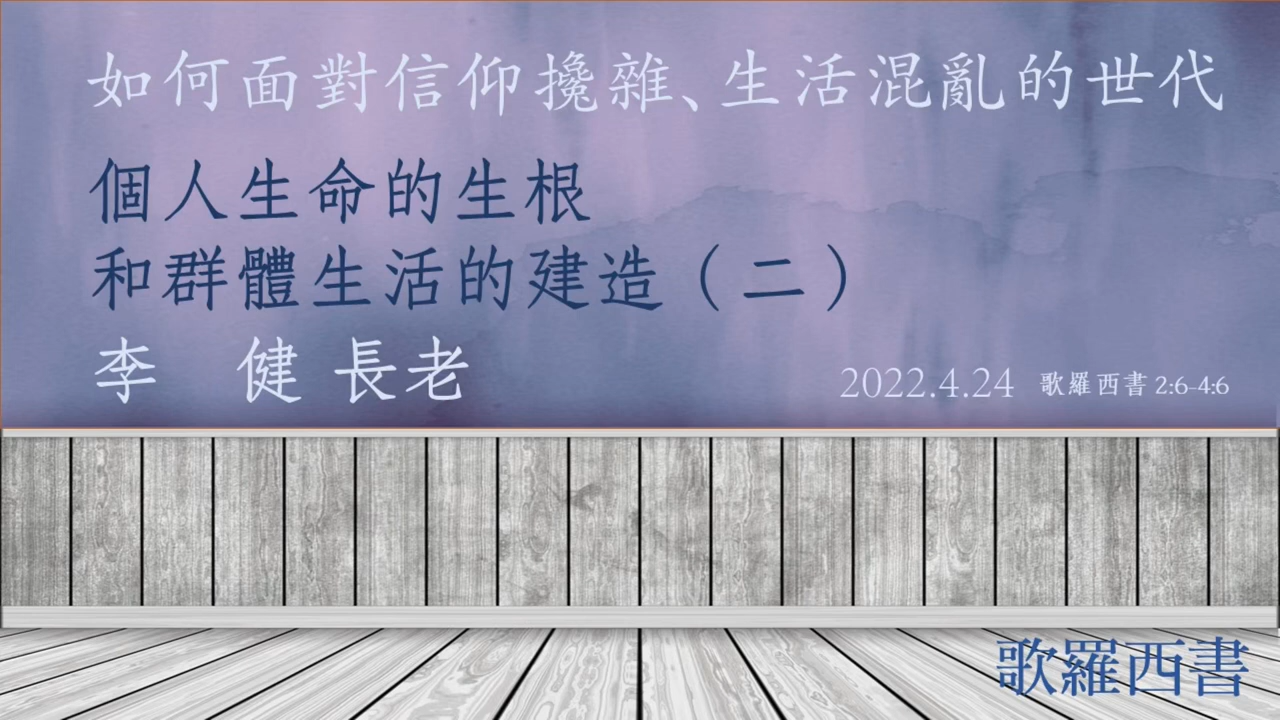 如何面對信仰攙雜、生活混亂的世代
個人生命的生根
和群體生活的建造（二）
李　健 長老
2022.4.24 歌羅西書 2:6-4:6
歌羅西書